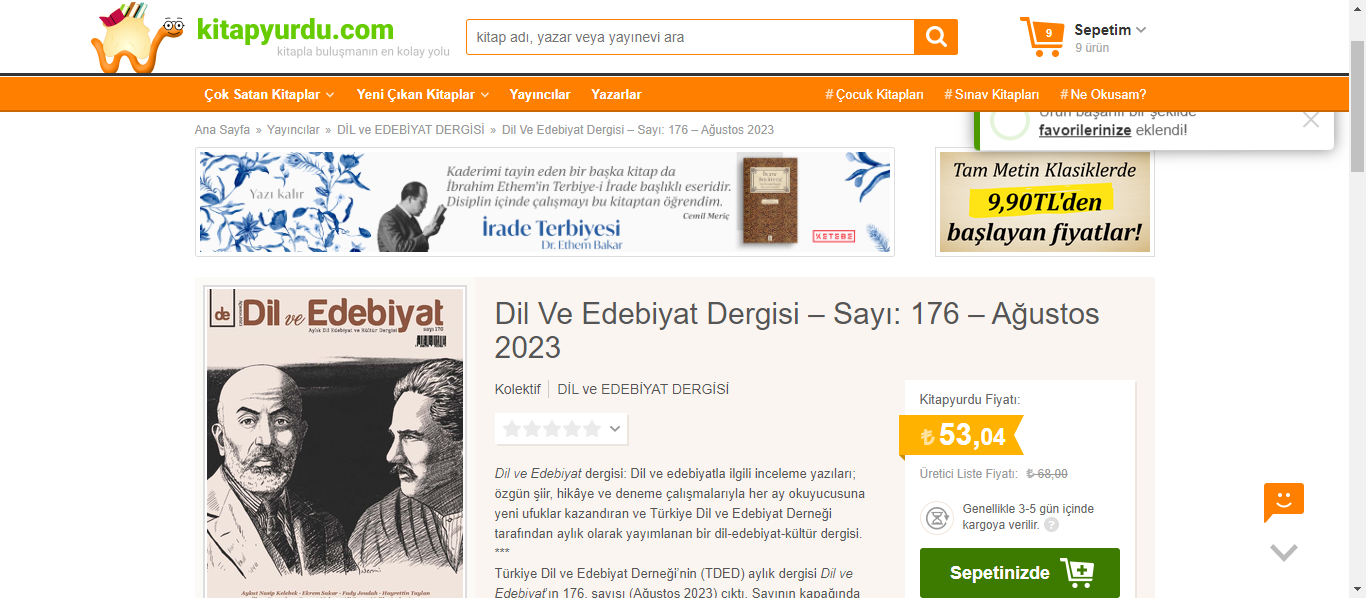 kitapyurdu.com
kitapla buluşmanın en kolay yolu
kitap adı, yazar veya yayınevi ara
9
Sepetim
9 ürün
Çok Satan Kitaplar
Yeni Çıkan Kitaplar
Yayıncılar
Yazarlar
# Çocuk Kitapları
# Sınav Kitapları
# Ne Okusam?
Ana Sayfa » Yayıncılar » DİL ve EDEBİYAT DERGİSİ » Dil Ve Edebiyat Dergisi – Sayı: 176 – Ağustos 2023
Ürün başarılı bir şekilde
favorilerinize eklendi!
Yazı kalır
Kaderimi tayin eden bir başka kitap da
İbrahim Ethem'in Terbiye-i İrade başlıklı eseridir.
Disiplin içinde çalışmayı bu kitaptan öğrendim.
Cemil Meriç
İrade Terbiyesi
Dr. Ethem Bakar
KETEBE
Tam Metin Klasiklerde
9,90TL'den
başlayan fiyatlar!
de
Dil ve Edebiyat
Aylık Dil Edebiyat ve Kültür Dergisi
sayı 176
Dil Ve Edebiyat Dergisi – Sayı: 176 – Ağustos
2023
Kolektif
DİL ve EDEBİYAT DERGİSİ
Dil ve Edebiyat dergisi: Dil ve edebiyatla ilgili inceleme yazıları;
özgün şiir, hikâye ve deneme çalışmalarıyla her ay okuyucusuna
yeni ufuklar kazandıran ve Türkiye Dil ve Edebiyat Derneği
tarafından aylık olarak yayımlanan bir dil-edebiyat-kültür dergisi.
***
Türkiye Dil ve Edebiyat Derneği'nin (TDED) aylık dergisi Dil ve
Edebiyat'ın 176. sayısı (Ağustos 2023) çıktı. Sayının kapağında
Kitapyurdu Fiyatı:
₺ 53,04
Üretici Liste Fiyatı: ₺ 68,00
Genellikle 3-5 gün içinde
kargoya verilir. ?
Sepetinizde